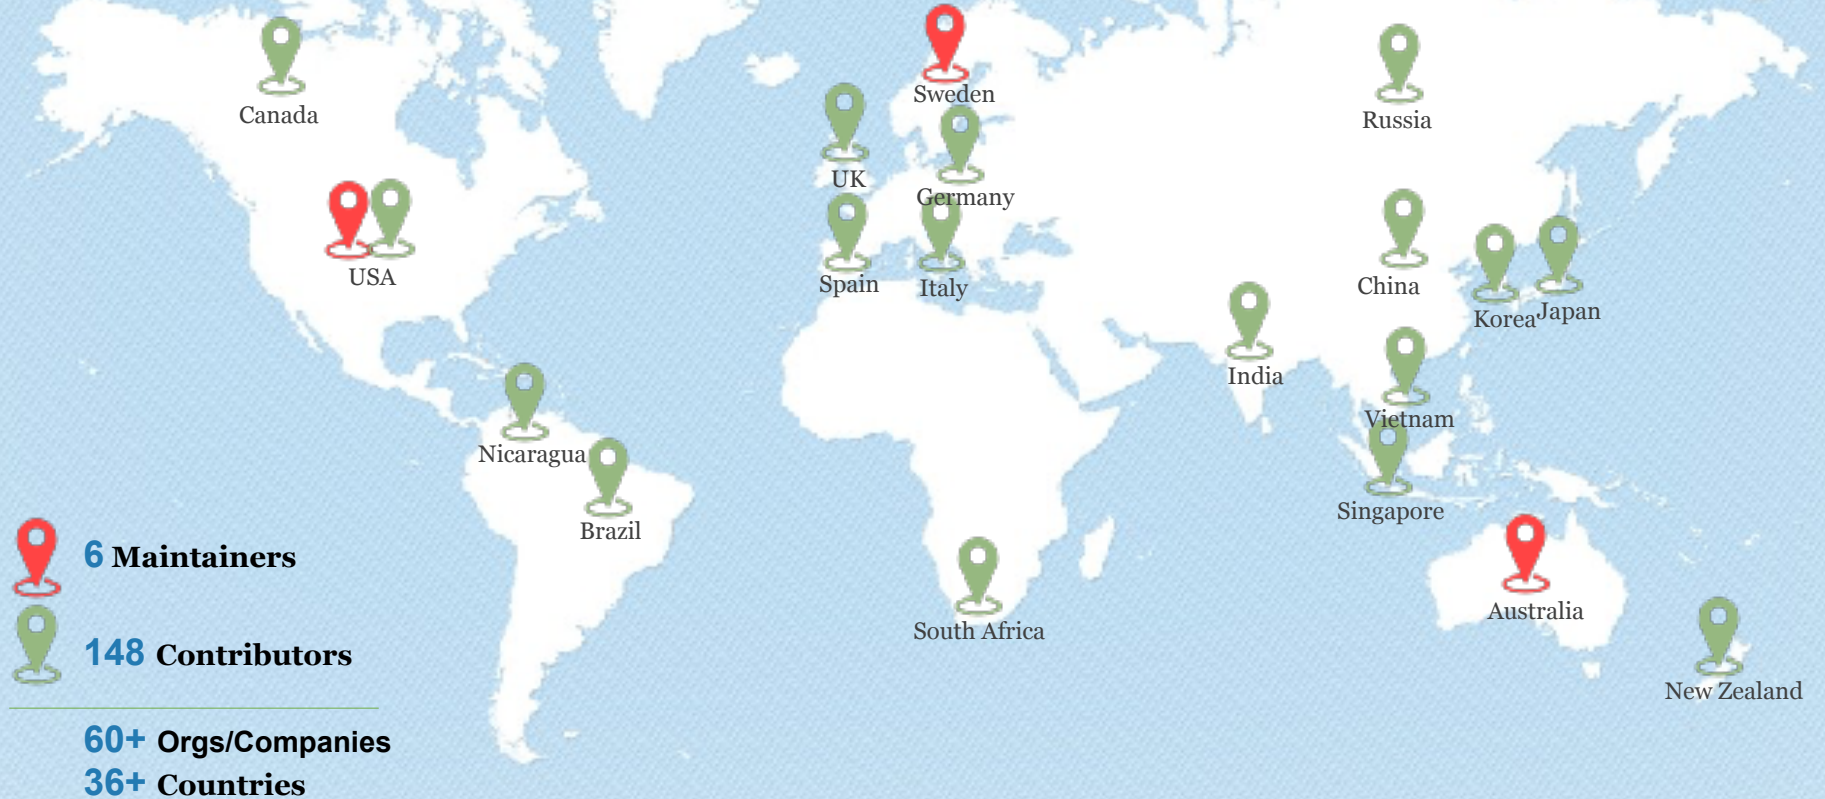 Canada
Sweden
Russia
UK
Germany
USA
Spain
Italy
China
Korea
Japan
India
Vietnam
Nicaragua
Singapore
Brazil
6 Maintainers
Australia
South Africa
148 Contributors
New Zealand
60+ Orgs/Companies
36+ Countries